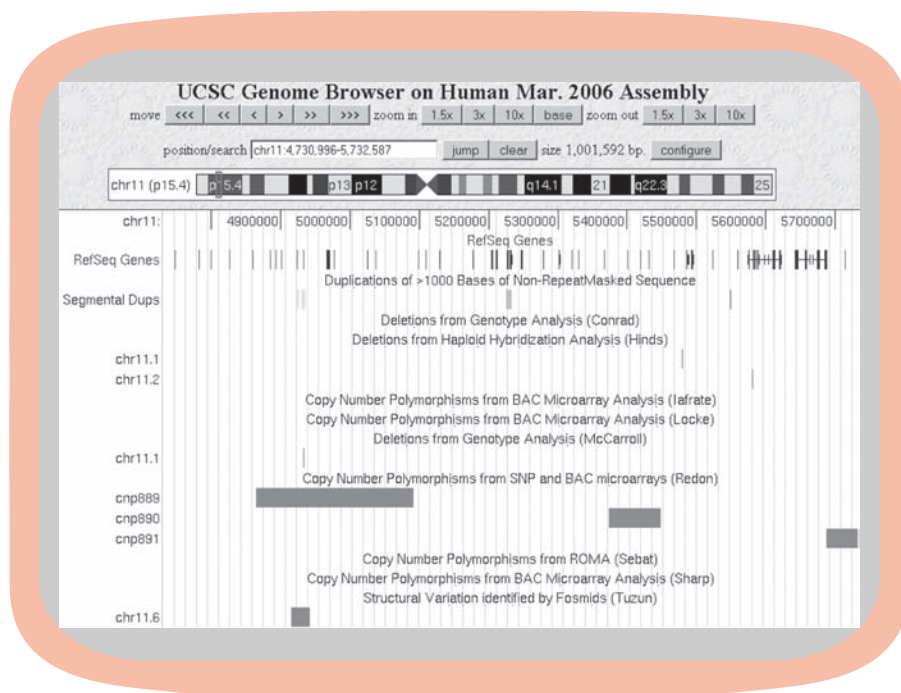 UCSC Genome Browser on Human Mar. 2006 Assembly
move <<< << < > >> >>> zoom in 1.5x 3x 10x base zoom out 1.5x 3x 10x
position/search chr11:4,730,996-5,732,587 jump clear size 1,001,592 bp. configure
chr11 (p15.4) p15.4 p13 p12 q14.1 21 q22.3 25
chr11: 4900000 5000000 5100000 5200000 5300000 5400000 5500000 5600000 5700000
RefSeq Genes
RefSeq Genes
Duplications of >1000 Bases of Non-RepeatMasked Sequence
Segmental Dups
Deletions from Genotype Analysis (Conrad)
Deletions from Haploid Hybridization Analysis (Hinds)
chr11.1
chr11.2
Copy Number Polymorphisms from BAC Microarray Analysis (Iafrate)
Copy Number Polymorphisms from BAC Microarray Analysis (Locke)
Deletions from Genotype Analysis (McCarroll)
chr11.1
Copy Number Polymorphisms from SNP and BAC microarrays (Redon)
cnp889
cnp890
cnp891
Copy Number Polymorphisms from ROMA (Sebat)
Copy Number Polymorphisms from BAC Microarray Analysis (Sharp)
Structural Variation identified by Fosmids (Tuzun)
chr11.6